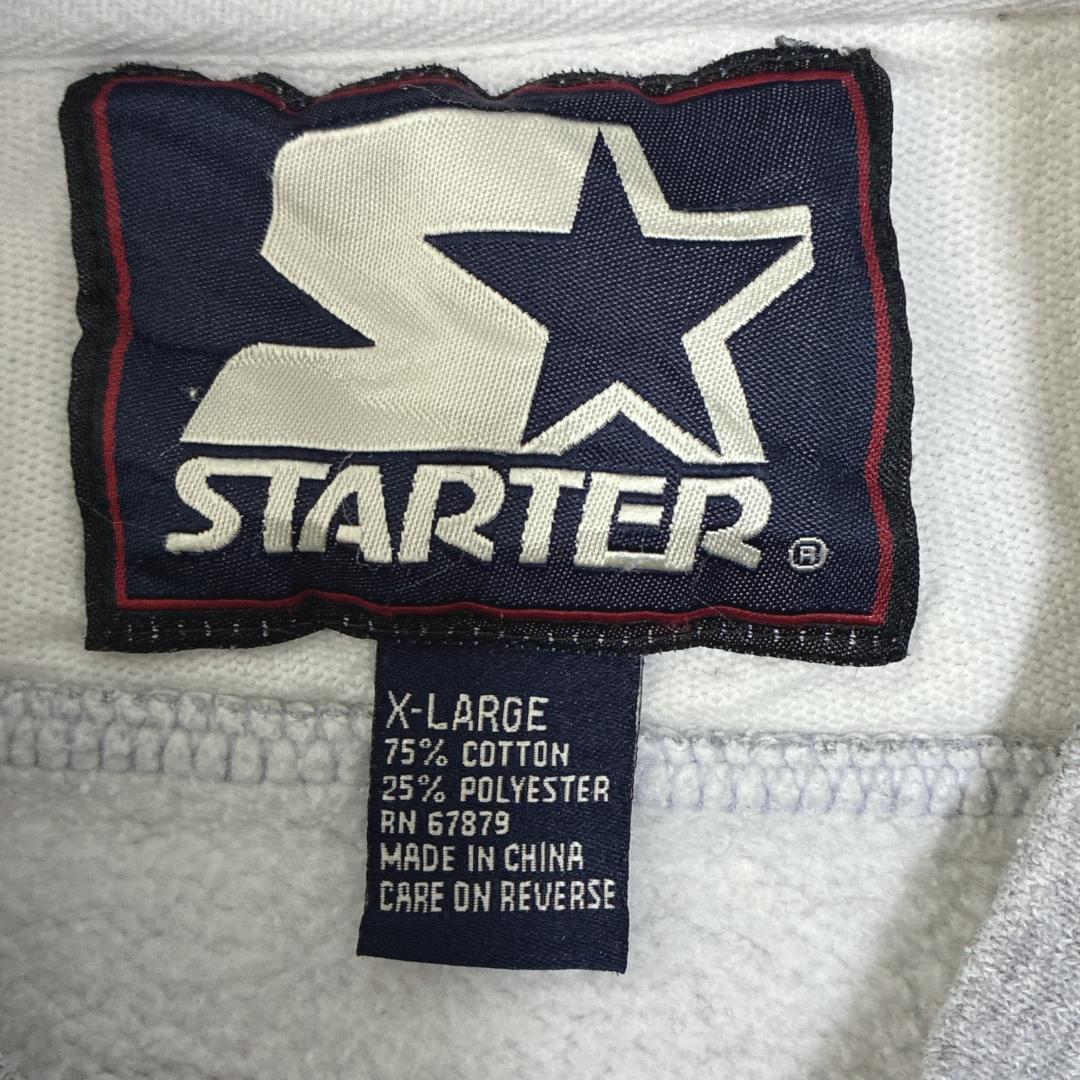 STARTER ®
X-LARGE
75% COTTON
25% POLYESTER
RN 67879
MADE IN CHINA
CARE ON REVERSE